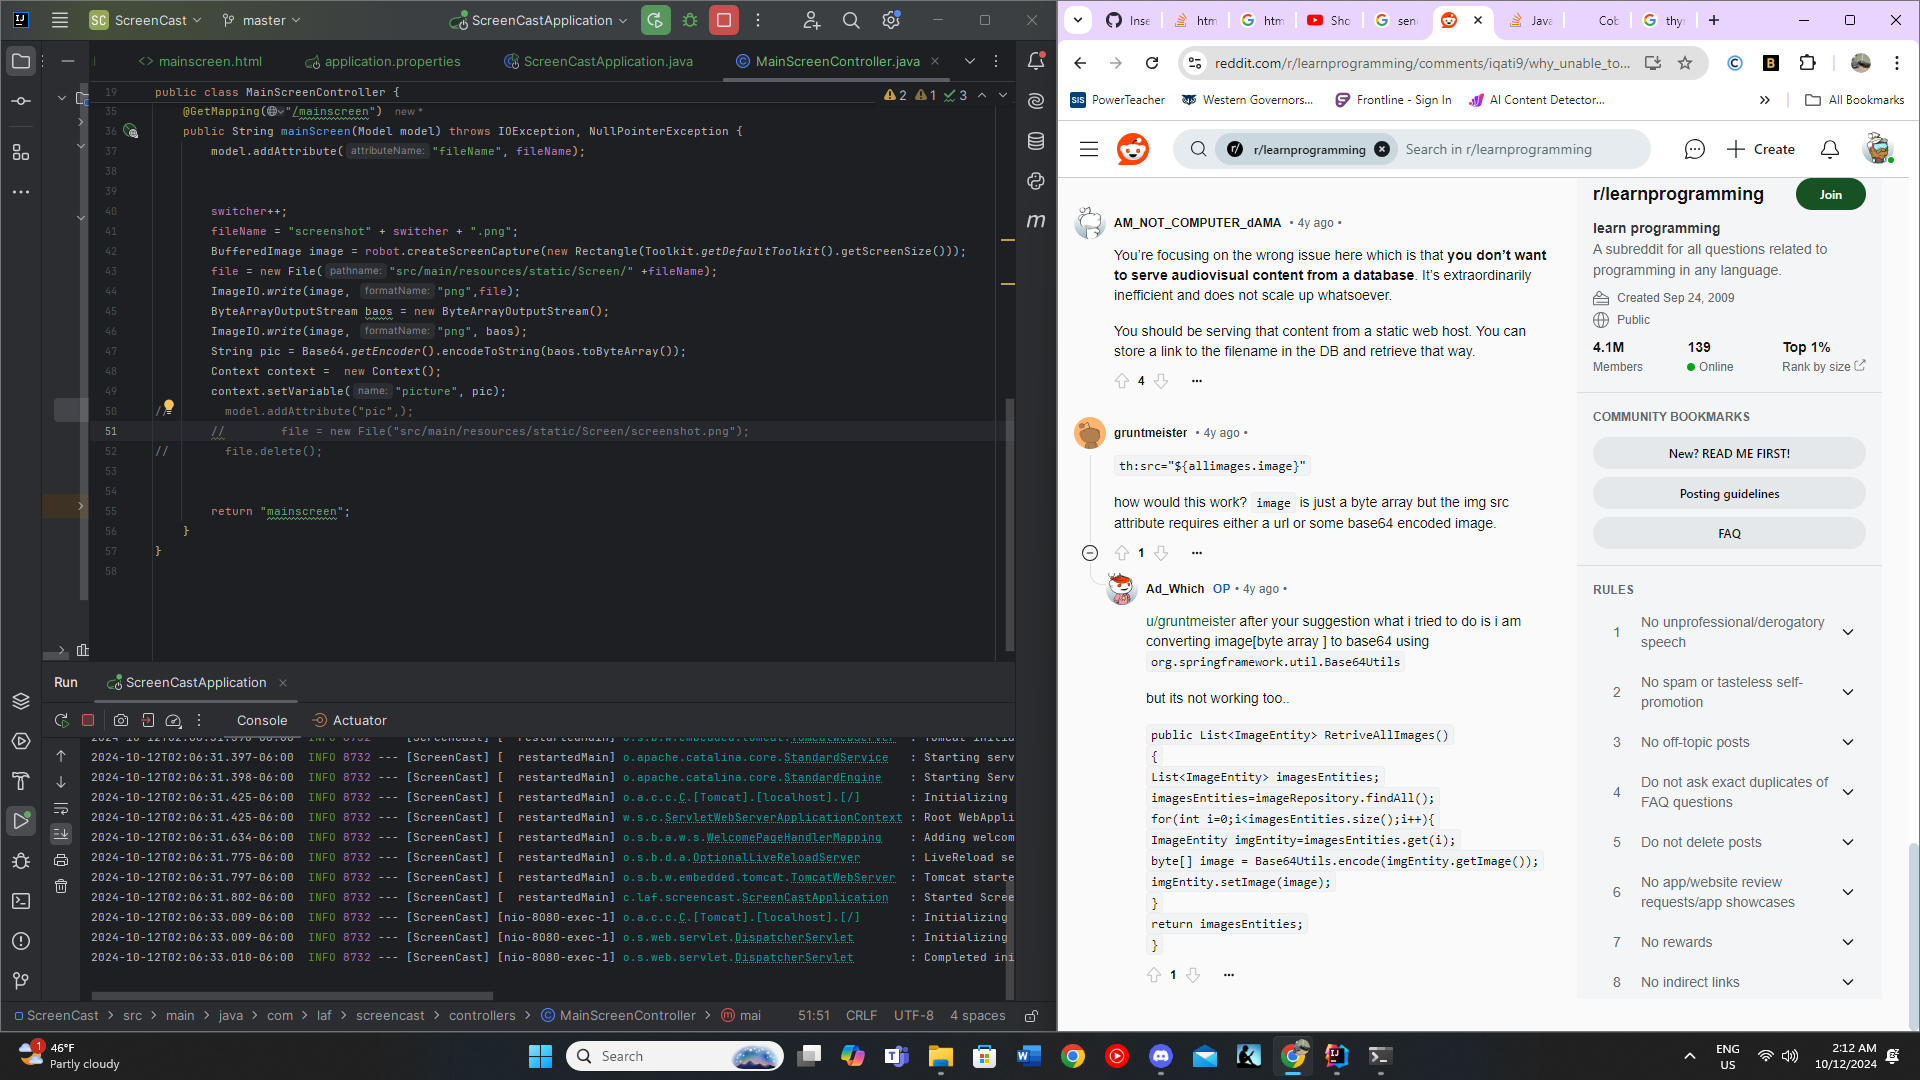 SC ScreenCast
master
ScreenCastApplication
mainscreen.html
application.properties
ScreenCastApplication.java
MainScreenController.java
19 public class MainScreenController {
2 1 3
35 @GetMapping("/mainscreen") new *
36 public String mainScreen(Model model) throws IOException, NullPointerException {
37 model.addAttribute( attributeName: "fileName", fileName);
38
39
40 switcher++;
41 fileName = "screenshot" + switcher + ".png";
42 BufferedImage image = robot.createScreenCapture(new Rectangle(Toolkit.getDefaultToolkit().getScreenSize()));
43 file = new File( pathname: "src/main/resources/static/Screen/" +fileName);
44 ImageIO.write(image, formatName: "png",file);
45 ByteArrayOutputStream baos = new ByteArrayOutputStream();
46 ImageIO.write(image, formatName: "png", baos);
47 String pic = Base64.getEncoder().encodeToString(baos.toByteArray());
48 Context context = new Context();
49 context.setVariable( name: "picture", pic);
50 // model.addAttribute("pic",);
51 // file = new File("src/main/resources/static/Screen/screenshot.png");
52 // file.delete();
53
54
55 return "mainscreen";
56 }
57 }
58
Run ScreenCastApplication
Console Actuator
2024-10-12T02:06:31.397-06:00 INFO 8732 --- [ScreenCast] [ restartedMain] o.apache.catalina.core.StandardService : Starting serv
2024-10-12T02:06:31.398-06:00 INFO 8732 --- [ScreenCast] [ restartedMain] o.apache.catalina.core.StandardEngine : Starting Serv
2024-10-12T02:06:31.425-06:00 INFO 8732 --- [ScreenCast] [ restartedMain] o.a.c.c.C.[Tomcat].[localhost].[/] : Initializing
2024-10-12T02:06:31.425-06:00 INFO 8732 --- [ScreenCast] [ restartedMain] w.s.c.ServletWebServerApplicationContext : Root WebAppli
2024-10-12T02:06:31.634-06:00 INFO 8732 --- [ScreenCast] [ restartedMain] o.s.b.a.w.s.WelcomePageHandlerMapping : Adding welcom
2024-10-12T02:06:31.775-06:00 INFO 8732 --- [ScreenCast] [ restartedMain] o.s.b.d.a.OptionalLiveReloadServer : LiveReload se
2024-10-12T02:06:31.797-06:00 INFO 8732 --- [ScreenCast] [ restartedMain] o.s.b.w.embedded.tomcat.TomcatWebServer : Tomcat starte
2024-10-12T02:06:31.802-06:00 INFO 8732 --- [ScreenCast] [ restartedMain] c.laf.screencast.ScreenCastApplication : Started Scree
2024-10-12T02:06:33.009-06:00 INFO 8732 --- [ScreenCast] [nio-8080-exec-1] o.a.c.c.C.[Tomcat].[localhost].[/] : Initializing
2024-10-12T02:06:33.009-06:00 INFO 8732 --- [ScreenCast] [nio-8080-exec-1] o.s.web.servlet.DispatcherServlet : Initializing
2024-10-12T02:06:33.010-06:00 INFO 8732 --- [ScreenCast] [nio-8080-exec-1] o.s.web.servlet.DispatcherServlet : Completed ini
ScreenCast > src > main > java > com > laf > screencast > controllers > MainScreenController > mai
51:51 CRLF UTF-8 4 spaces
Inse htm htm Sho sen Java Cob thy
reddit.com/r/learnprogramming/comments/iqati9/why_unable_to...
PowerTeacher
Western Governors...
Frontline - Sign In
AI Content Detector...
All Bookmarks
r/learnprogramming
Search in r/learnprogramming
Create
AM_NOT_COMPUTER_dAMA • 4y ago •
You're focusing on the wrong issue here which is that you don't want
to serve audiovisual content from a database. It's extraordinarily
inefficient and does not scale up whatsoever.
You should be serving that content from a static web host. You can
store a link to the filename in the DB and retrieve that way.
4
gruntmeister • 4y ago •
th:src="${allimages.image}"
how would this work? image is just a byte array but the img src
attribute requires either a url or some base64 encoded image.
1
Ad_Which OP • 4y ago •
u/gruntmeister after your suggestion what i tried to do is i am
converting image[byte array ] to base64 using
org.springframework.util.Base64Utils
but its not working too..
public List<ImageEntity> RetriveAllImages()
{
List<ImageEntity> imagesEntities;
imagesEntities=imageRepository.findAll();
for(int i=0;i<imagesEntities.size();i++){
ImageEntity imgEntity=imagesEntities.get(i);
byte[] image = Base64Utils.encode(imgEntity.getImage());
imgEntity.setImage(image);
}
return imagesEntities;
}
1
r/learnprogramming
Join
learn programming
A subreddit for all questions related to
programming in any language.
Created Sep 24, 2009
Public
4.1M 139 Top 1%
Members Online Rank by size
COMMUNITY BOOKMARKS
New? READ ME FIRST!
Posting guidelines
FAQ
RULES
1 No unprofessional/derogatory
speech
2 No spam or tasteless self-
promotion
3 No off-topic posts
4 Do not ask exact duplicates of
FAQ questions
5 Do not delete posts
6 No app/website review
requests/app showcases
7 No rewards
8 No indirect links
1
46°F
Partly cloudy
Search
ENG
US
2:12 AM
10/12/2024